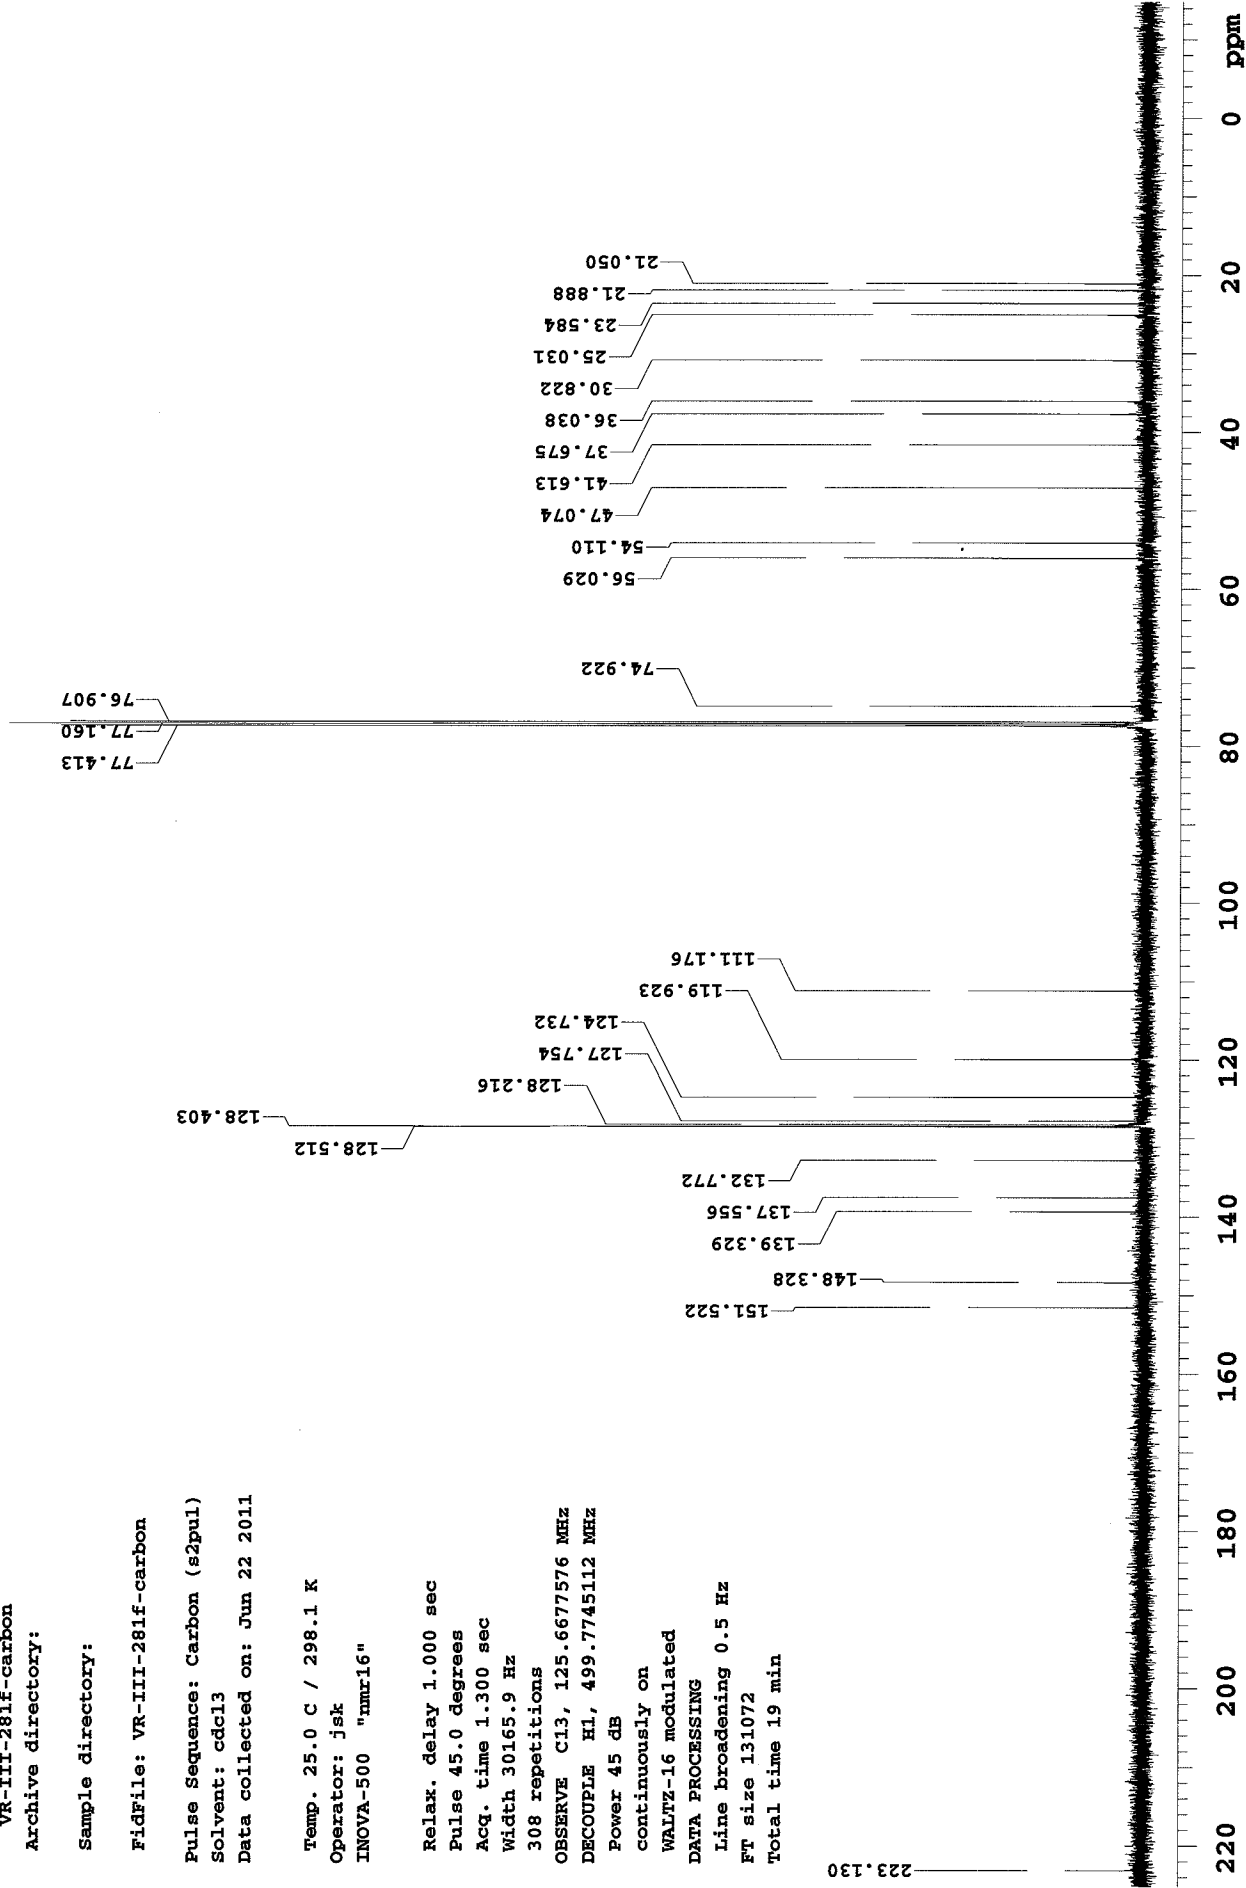 VR-III-281f-carbon
Archive directory:
Sample directory:
FidFile: VR-III-281f-carbon
Pulse Sequence: Carbon (s2pul)
Solvent: cdcl3
Data collected on: Jun 22 2011
Temp. 25.0 C / 298.1 K
Operator: jsk
INOVA-500 "nmr16"
Relax. delay 1.000 sec
Pulse 45.0 degrees
Acq. time 1.300 sec
Width 30165.9 Hz
308 repetitions
OBSERVE C13, 125.6677576 MHz
DECOUPLE H1, 499.7745112 MHz
Power 45 dB
continuously on
WALTZ-16 modulated
DATA PROCESSING
Line broadening 0.5 Hz
FT size 131072
Total time 19 min
223.130
151.522
148.328
139.329
137.556
132.772
128.512
128.403
128.216
127.754
124.732
119.923
111.176
77.413
77.160
76.907
74.922
56.029
54.110
47.074
41.613
37.675
36.038
30.822
25.031
23.584
21.888
21.050
220 200 180 160 140 120 100 80 60 40 20 0 ppm